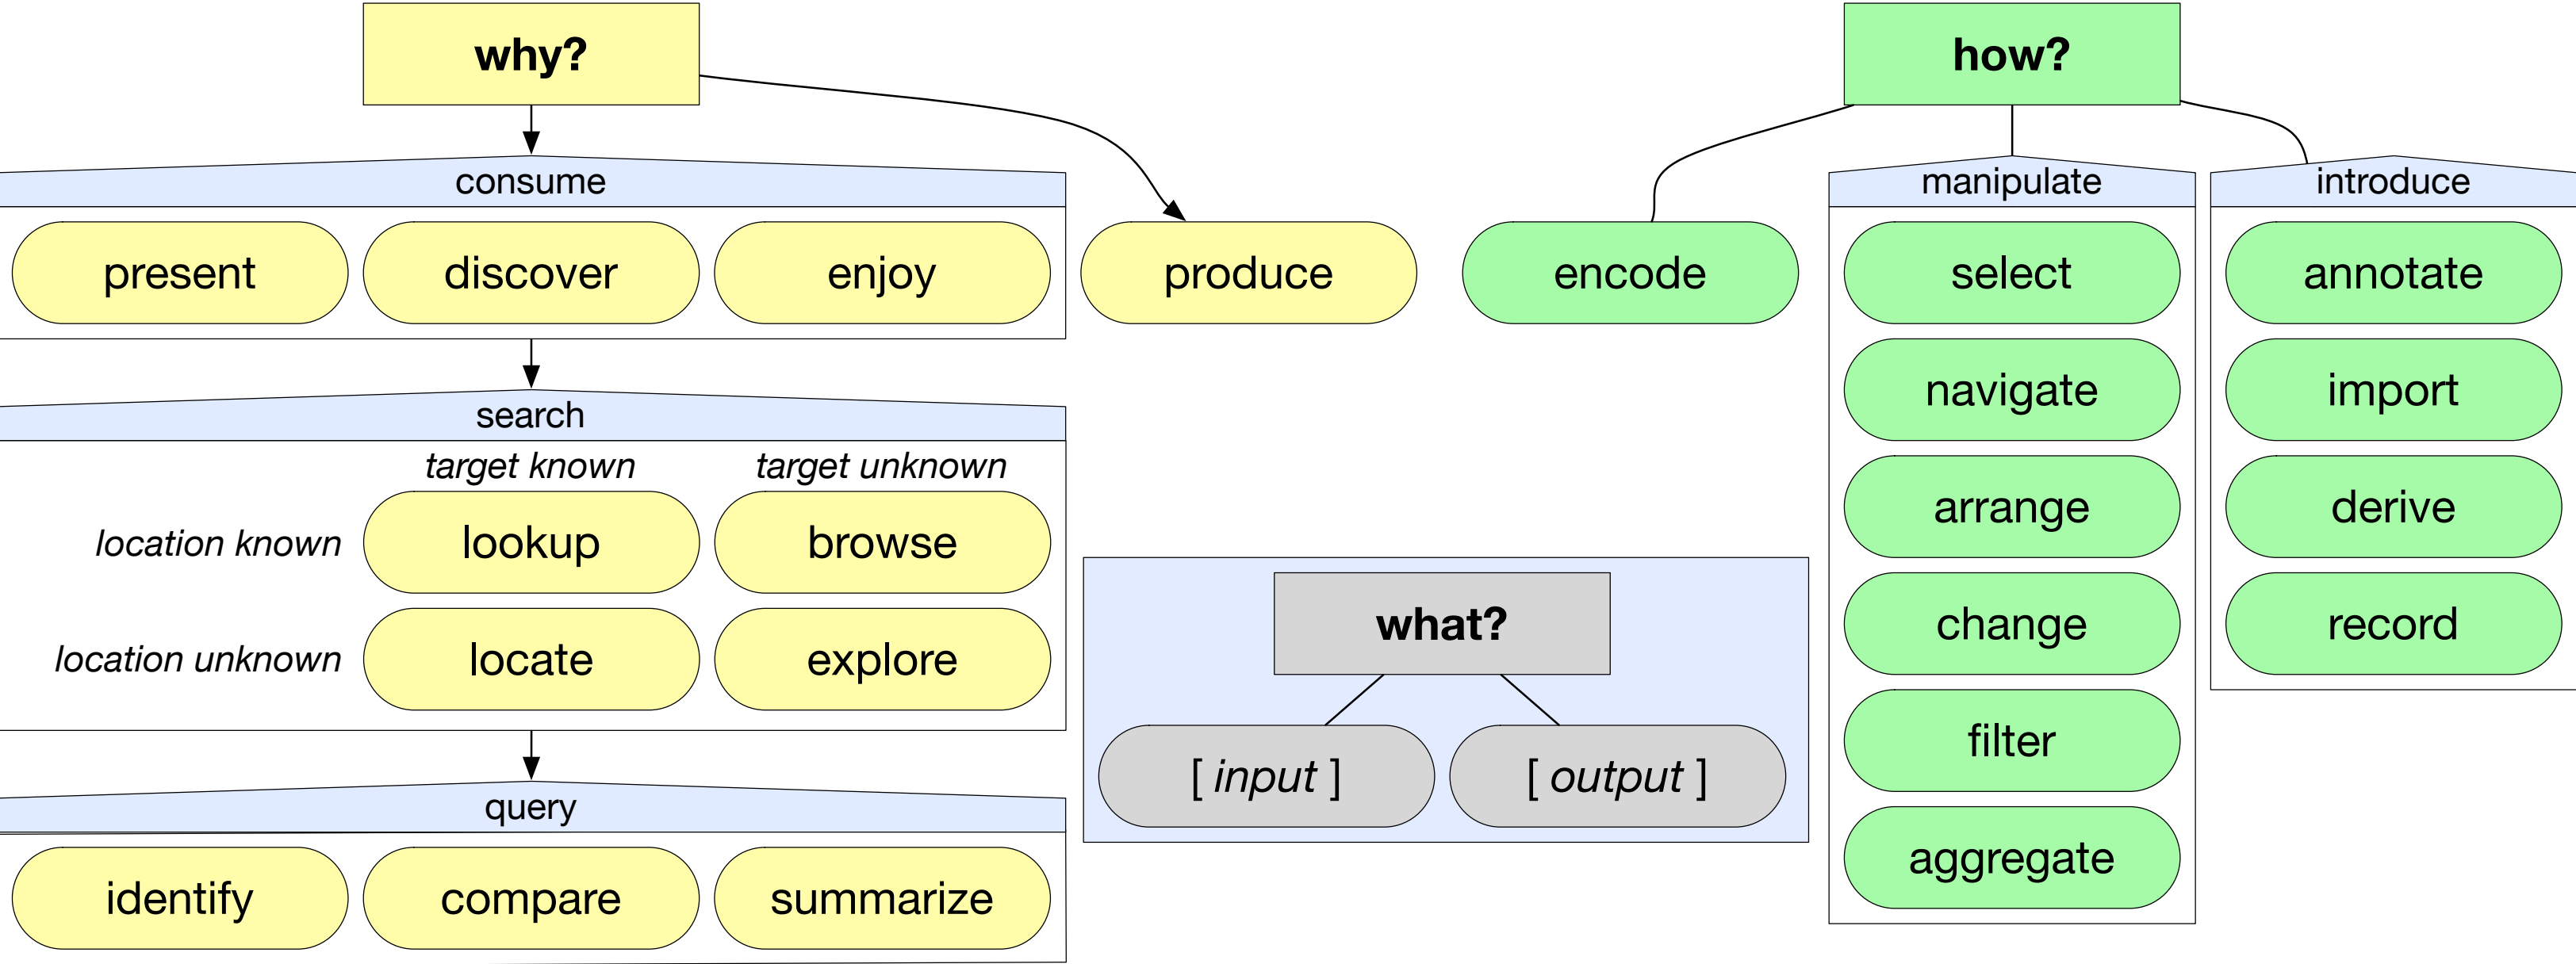 why?
consume
present
discover
enjoy
produce
search
target known
target unknown
location known
lookup
browse
location unknown
locate
explore
query
identify
compare
summarize
what?
[ input ]
[ output ]
how?
encode
manipulate
select
navigate
arrange
change
filter
aggregate
introduce
annotate
import
derive
record